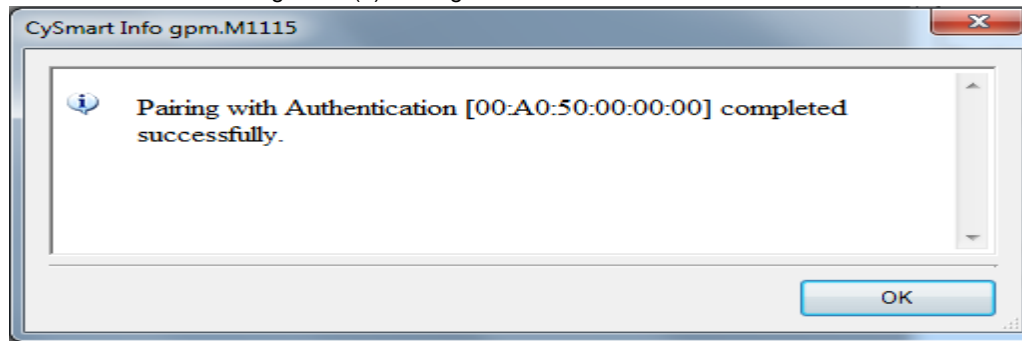 CySmart Info gpm.M1115
Pairing with Authentication [00:A0:50:00:00:00] completed
successfully.
OK